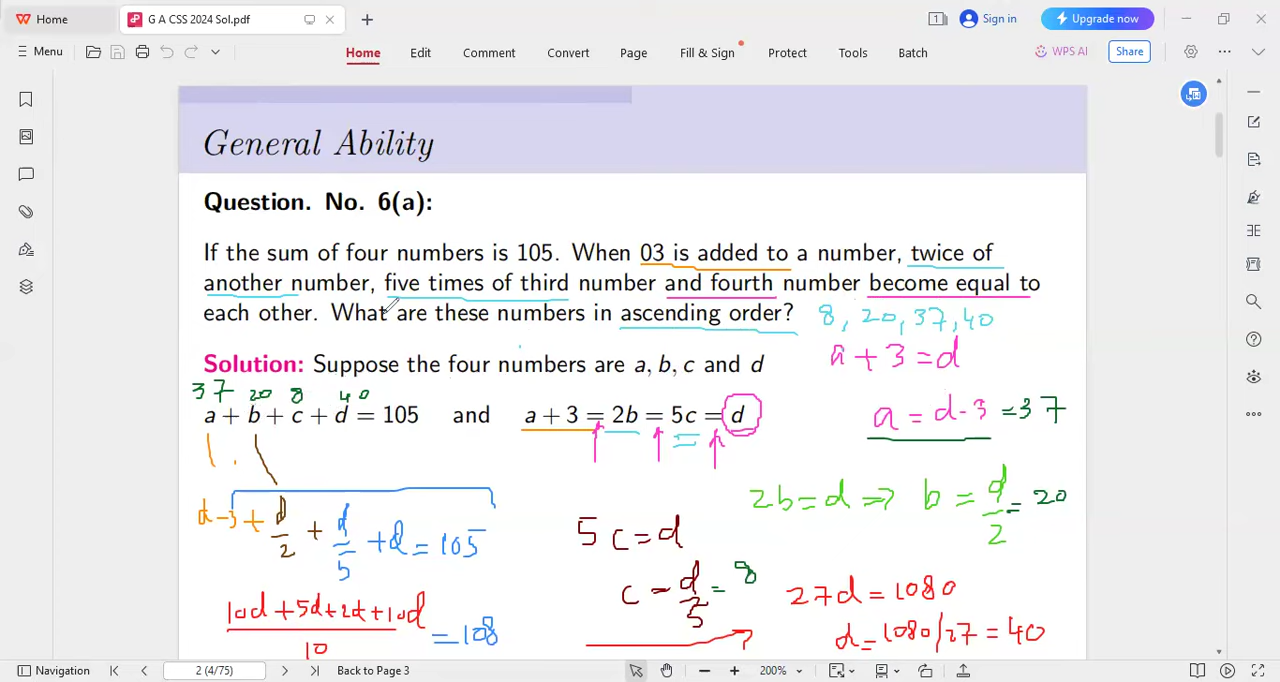 Home
G A CSS 2024 Sol.pdf
1
Sign in
Upgrade now
Menu
Home Edit Comment Convert Page Fill & Sign Protect Tools Batch
WPS AI
Share
General Ability
Question. No. 6(a):
If the sum of four numbers is 105. When 03 is added to a number, twice of
another number, five times of third number and fourth number become equal to
each other. What are these numbers in ascending order? 8, 20, 37, 40
a + 3 = d
Solution: Suppose the four numbers are a, b, c and d
37 20 8 40
a + b + c + d = 105 and a + 3 = 2b = 5c = d
a = d - 3 = 37
2b = d ⇒ b = d/2 = 20
d - 3 + d/2 + d/5 + d = 105
5c = d
c = d/5 = 8
27d = 1080
10d + 5d + 2d + 10d / 10 = 108
d = 1080/27 = 40
Navigation
2 (4/75)
Back to Page 3
200%